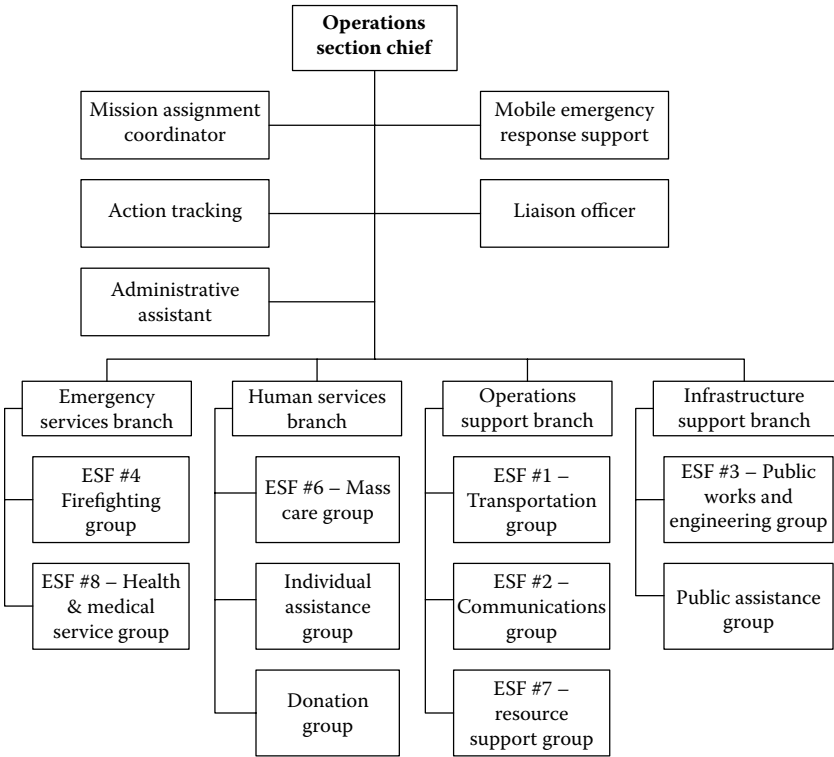 Operations
section chief
Mission assignment
coordinator
Mobile emergency
response support
Action tracking
Liaison officer
Administrative
assistant
Emergency
services branch
Human services
branch
Operations
support branch
Infrastructure
support branch
ESF #4
Firefighting
group
ESF #6 – Mass
care group
ESF #1 –
Transportation
group
ESF #3 – Public
works and
engineering group
ESF #8 – Health
& medical
service group
Individual
assistance
group
ESF #2 –
Communications
group
Public assistance
group
Donation
group
ESF #7 –
resource
support group